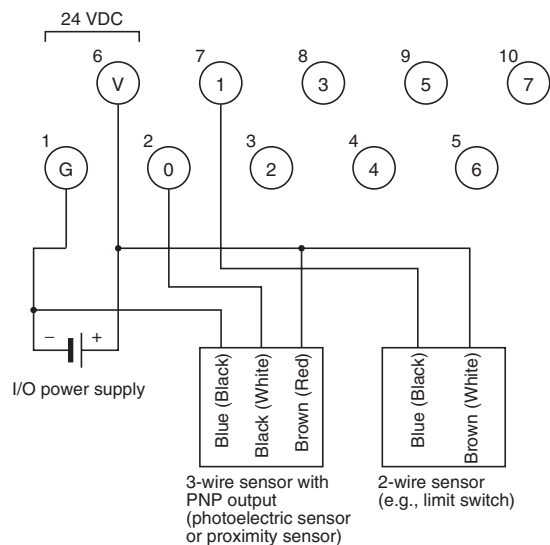 24 VDC
6 7 8 9 10
V 1 3 5 7
1 2 3 4 5
G 0 2 4 6
− +
I/O power supply
Blue (Black)
Black (White)
Brown (Red)
Blue (Black)
Brown (White)
3-wire sensor with
PNP output
(photoelectric sensor
or proximity sensor)
2-wire sensor
(e.g., limit switch)